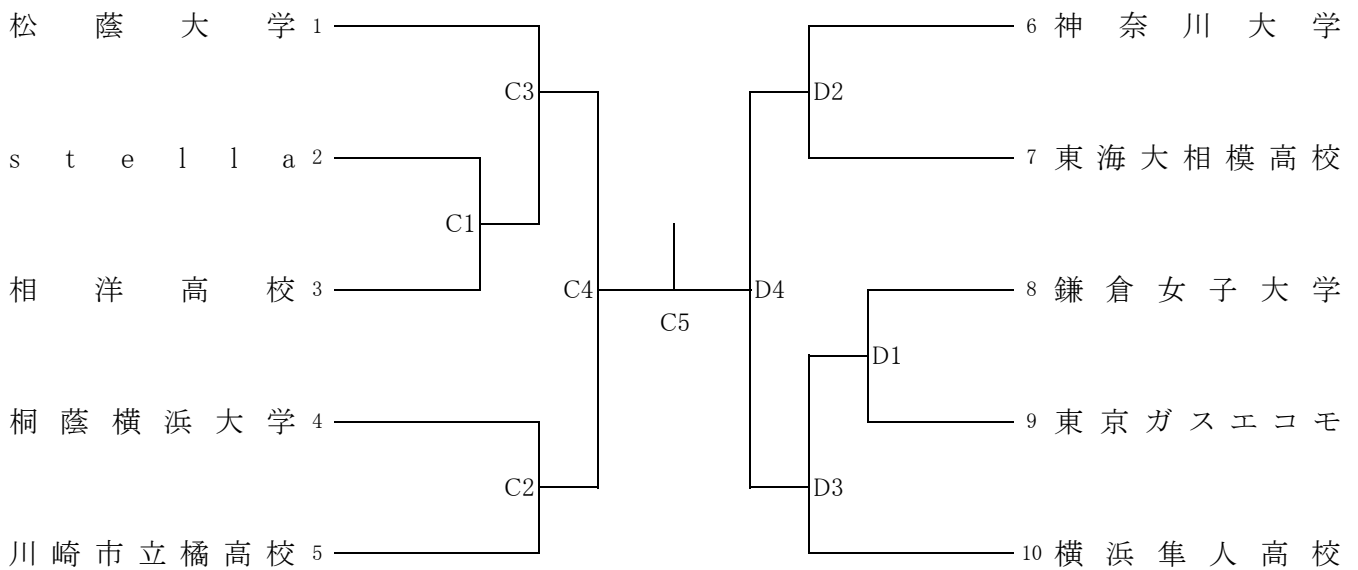 松蔭大学 1
6 神奈川大学
C3
D2
stella 2
7 東海大相模高校
C1
相洋高校 3
C4
D4
8 鎌倉女子大学
C5
D1
桐蔭横浜大学 4
9 東京ガスエコモ
C2
D3
川崎市立橘高校 5
10 横浜隼人高校